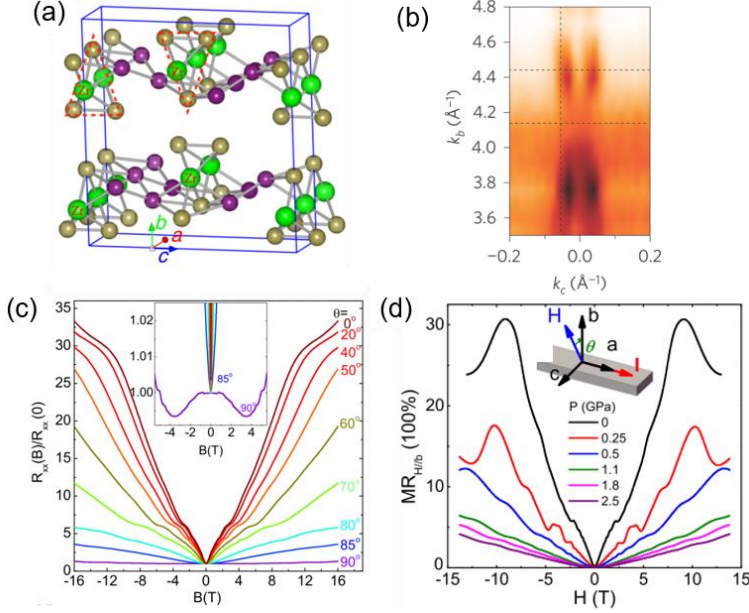 (a)
Zr
Zr
Zr
Zr
b
a
c
(b)
4.8
4.6
4.4
4.2
4.0
3.8
3.6
k_b (Å⁻¹)
-0.2
0.0
0.2
k_c (Å⁻¹)
(c)
35
30
25
20
15
10
5
0
R_xx(B)/R_xx(0)
-16 -12 -8 -4 0 4 8 12 16
B(T)
θ=
0°
20°
40°
50°
60°
70°
80°
85°
90°
1.02
1.01
1.00
85°
90°
-4 -2 0 2 4
B(T)
(d)
30
20
10
0
MR_H//b (100%)
H
b
θ
a
I
c
P (GPa)
0
0.25
0.5
1.1
1.8
2.5
-15 -10 -5 0 5 10 15
H (T)